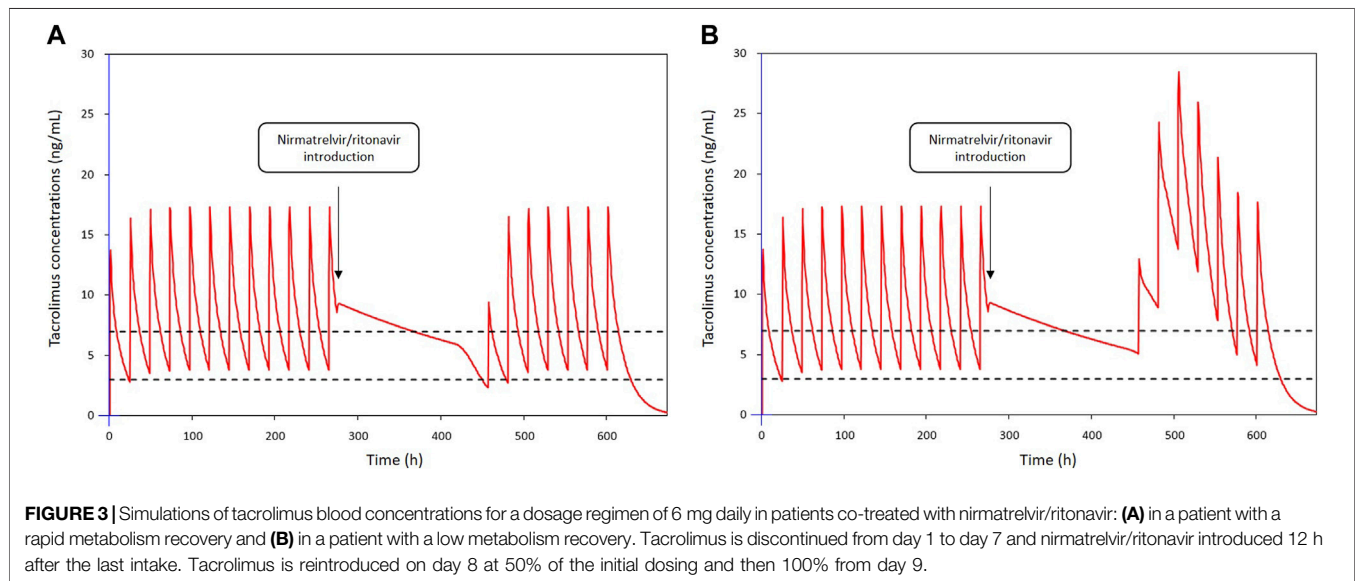 A
30
25
20
15
10
5
0
Tacrolimus concentrations (ng/mL)
Nirmatrelvir/ritonavir
introduction
0 100 200 300 400 500 600
Time (h)
B
30
25
20
15
10
5
0
Tacrolimus concentrations (ng/mL)
Nirmatrelvir/ritonavir
introduction
0 100 200 300 400 500 600
Time (h)
FIGURE 3 | Simulations of tacrolimus blood concentrations for a dosage regimen of 6 mg daily in patients co-treated with nirmatrelvir/ritonavir: (A) in a patient with a
rapid metabolism recovery and (B) in a patient with a low metabolism recovery. Tacrolimus is discontinued from day 1 to day 7 and nirmatrelvir/ritonavir introduced 12 h
after the last intake. Tacrolimus is reintroduced on day 8 at 50% of the initial dosing and then 100% from day 9.